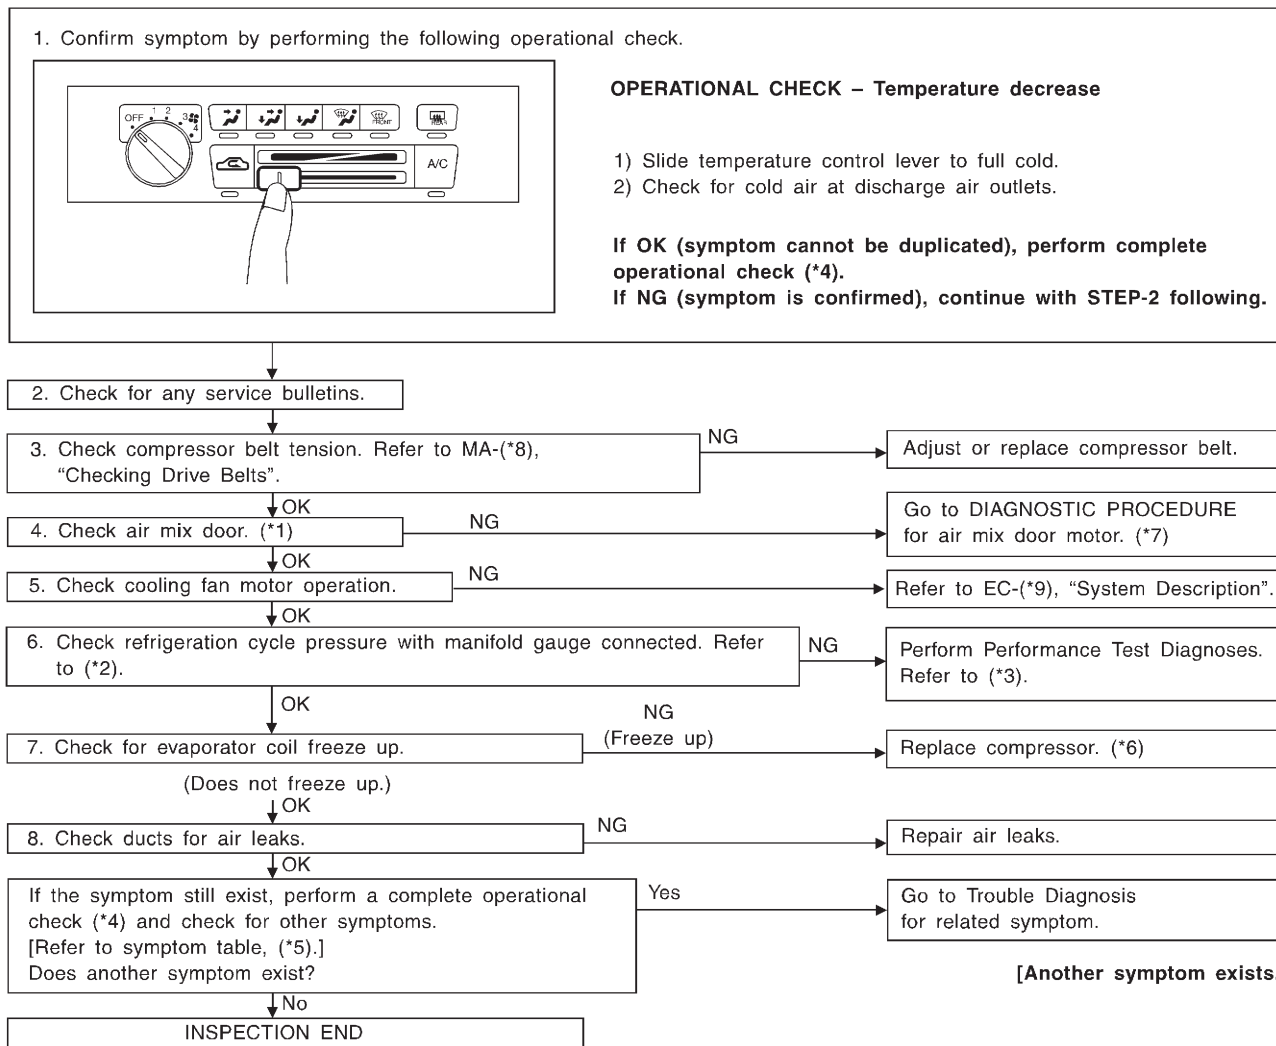 1. Confirm symptom by performing the following operational check.
OFF 1 2 3 4
FRONT
REAR
A/C
OPERATIONAL CHECK – Temperature decrease
1) Slide temperature control lever to full cold.
2) Check for cold air at discharge air outlets.
If OK (symptom cannot be duplicated), perform complete
operational check (*4).
If NG (symptom is confirmed), continue with STEP-2 following.
2. Check for any service bulletins.
3. Check compressor belt tension. Refer to MA-(*8),
“Checking Drive Belts”.
NG
Adjust or replace compressor belt.
OK
4. Check air mix door. (*1)
NG
Go to DIAGNOSTIC PROCEDURE
for air mix door motor. (*7)
OK
5. Check cooling fan motor operation.
NG
Refer to EC-(*9), “System Description”.
OK
6. Check refrigeration cycle pressure with manifold gauge connected. Refer
to (*2).
NG
Perform Performance Test Diagnoses.
Refer to (*3).
OK
7. Check for evaporator coil freeze up.
NG
(Freeze up)
Replace compressor. (*6)
(Does not freeze up.)
OK
8. Check ducts for air leaks.
NG
Repair air leaks.
OK
If the symptom still exist, perform a complete operational
check (*4) and check for other symptoms.
[Refer to symptom table, (*5).]
Does another symptom exist?
Yes
Go to Trouble Diagnosis
for related symptom.
[Another symptom exists.
No
INSPECTION END